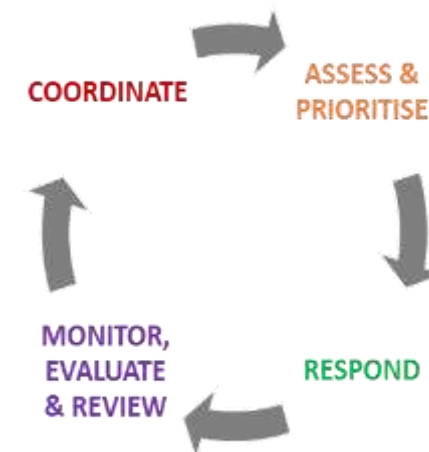 COORDINATE
ASSESS &
PRIORITISE
RESPOND
MONITOR,
EVALUATE
& REVIEW